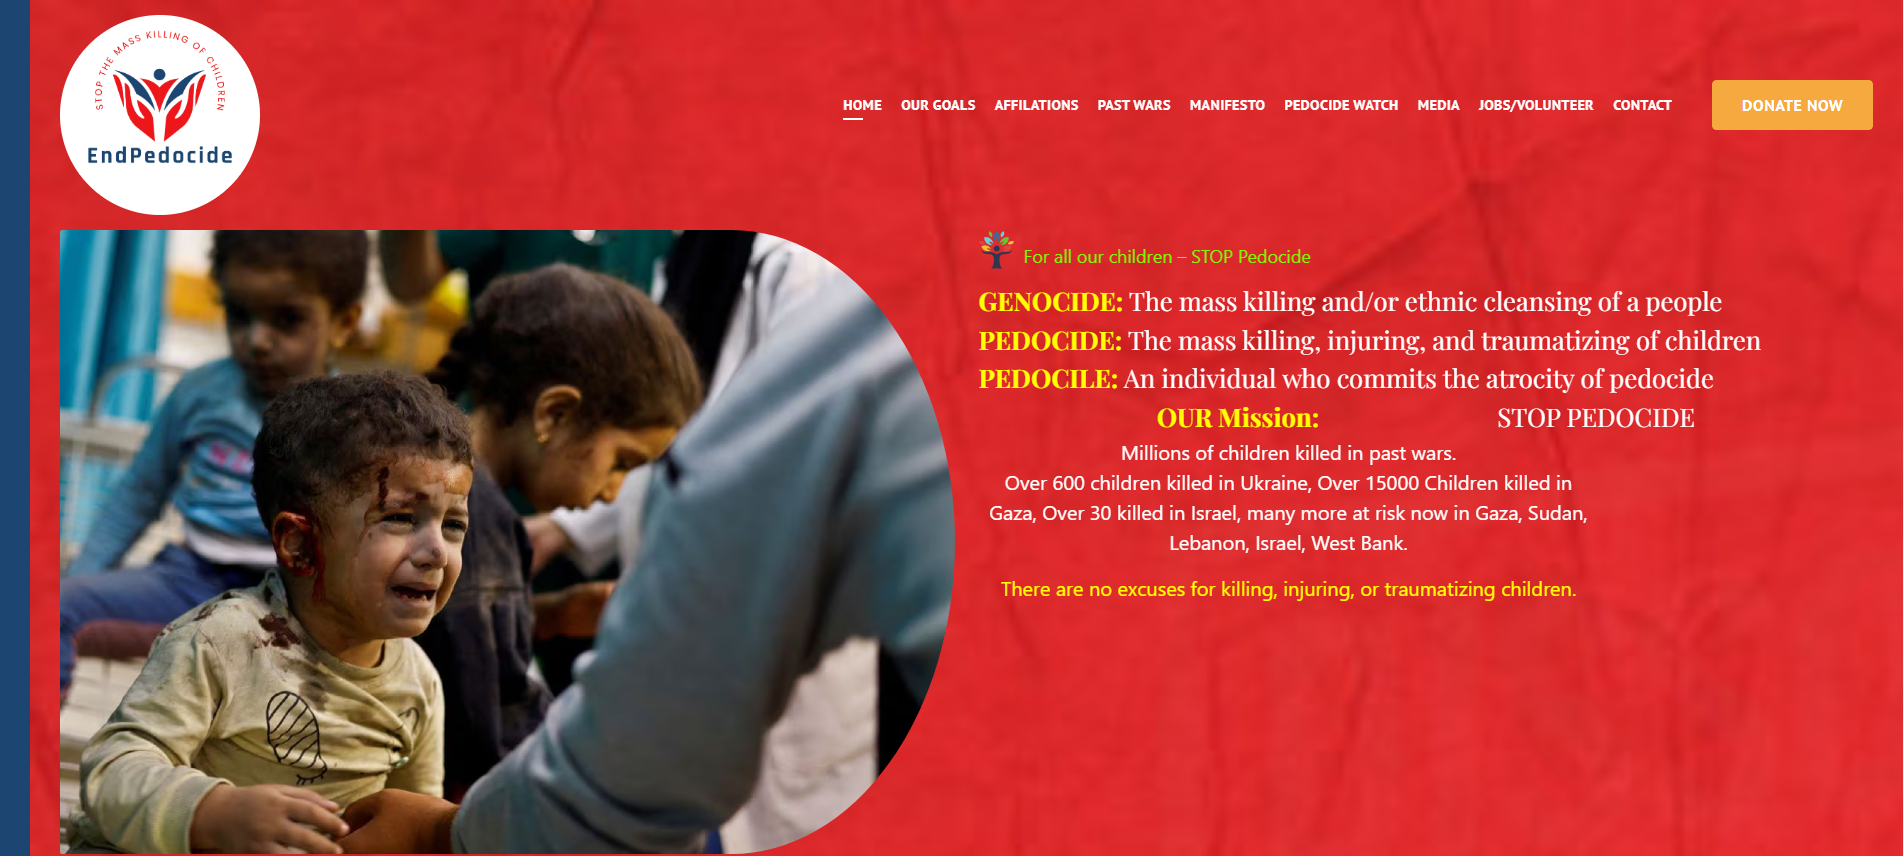 STOP THE MASS KILLING OF CHILDREN
EndPedocide
HOME OUR GOALS AFFILATIONS PAST WARS MANIFESTO PEDOCIDE WATCH MEDIA JOBS/VOLUNTEER CONTACT DONATE NOW
For all our children – STOP Pedocide
GENOCIDE: The mass killing and/or ethnic cleansing of a people
PEDOCIDE: The mass killing, injuring, and traumatizing of children
PEDOCILE: An individual who commits the atrocity of pedocide
OUR Mission: STOP PEDOCIDE
Millions of children killed in past wars.
Over 600 children killed in Ukraine, Over 15000 Children killed in
Gaza, Over 30 killed in Israel, many more at risk now in Gaza, Sudan,
Lebanon, Israel, West Bank.
There are no excuses for killing, injuring, or traumatizing children.